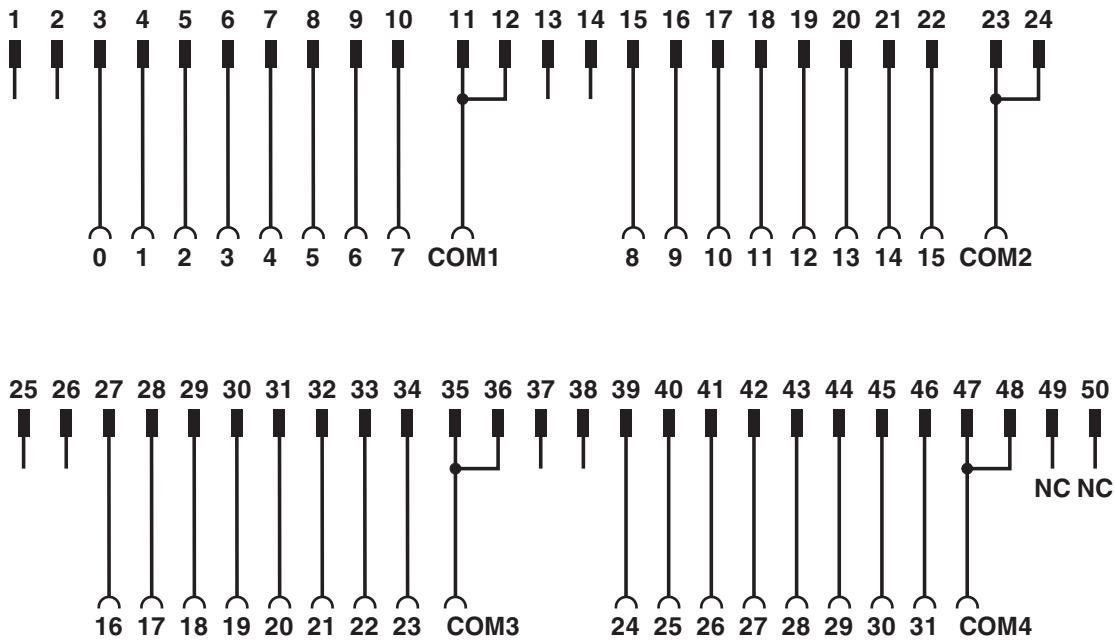 1 2 3 4 5 6 7 8 9 10 11 12 13 14 15 16 17 18 19 20 21 22 23 24
0 1 2 3 4 5 6 7 COM1 8 9 10 11 12 13 14 15 COM2
25 26 27 28 29 30 31 32 33 34 35 36 37 38 39 40 41 42 43 44 45 46 47 48 49 50
NC NC
16 17 18 19 20 21 22 23 COM3 24 25 26 27 28 29 30 31 COM4